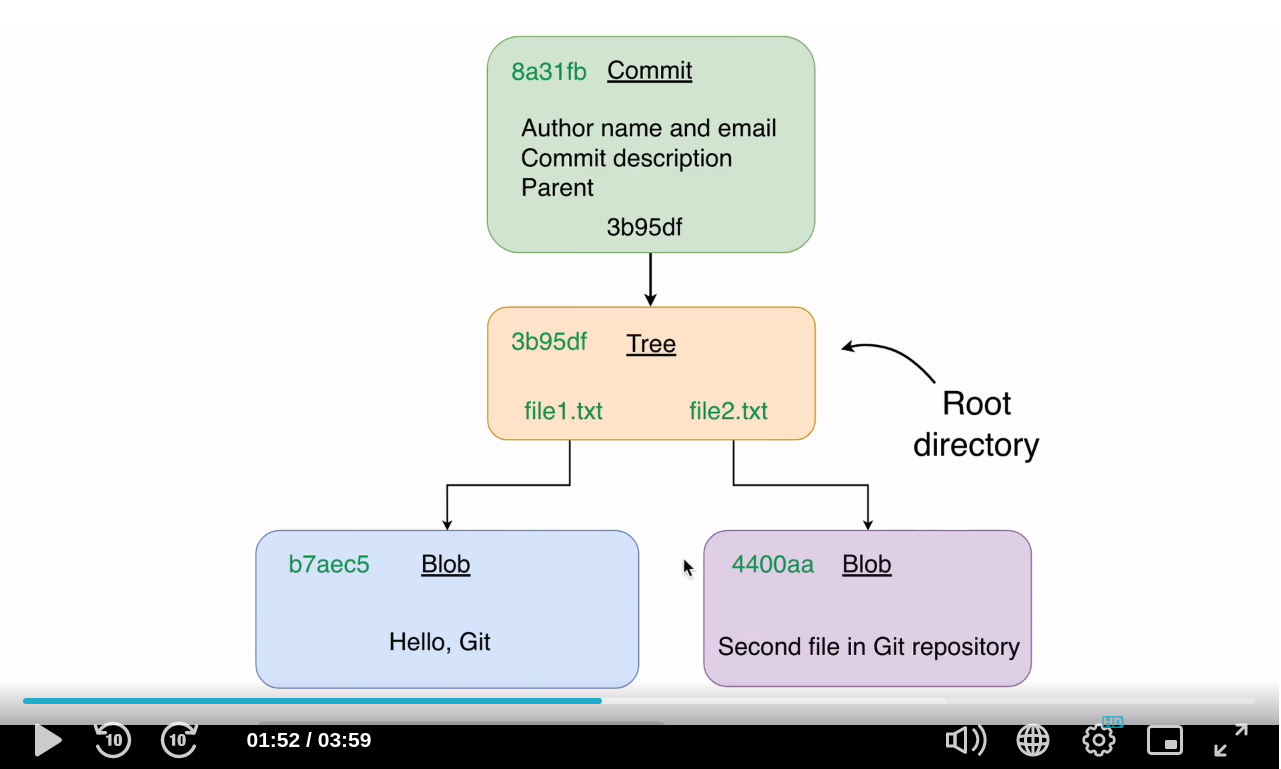 8a31fb Commit
Author name and email
Commit description
Parent
3b95df
3b95df Tree
file1.txt file2.txt
Root
directory
b7aec5 Blob
Hello, Git
4400aa Blob
Second file in Git repository
10
10
01:52 / 03:59
HD